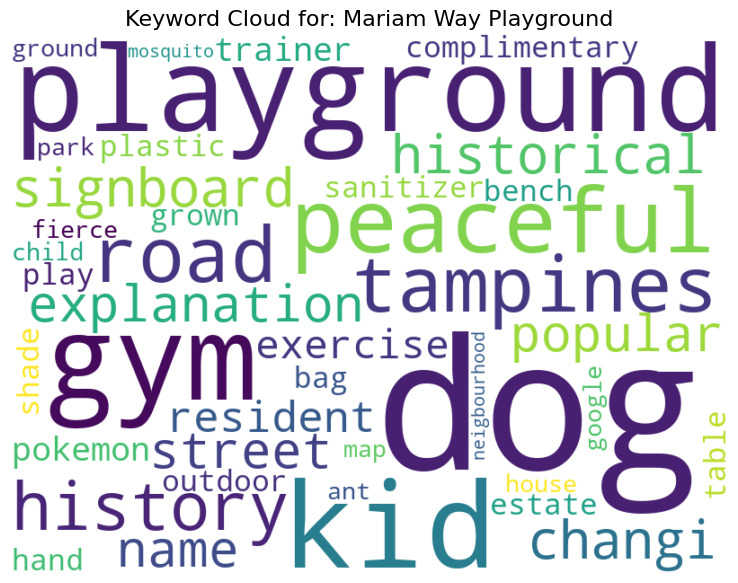 Keyword Cloud for: Mariam Way Playground
ground mosquito trainer complimentary
playground
park plastic historical
signboard sanitizer bench
grown peaceful
fierce road
child
play tampines
explanation
shade gym exercise popular
bag dog neigbourhood google table
resident
pokemon street map
outdoor ant house
history kid estate
name changi
hand